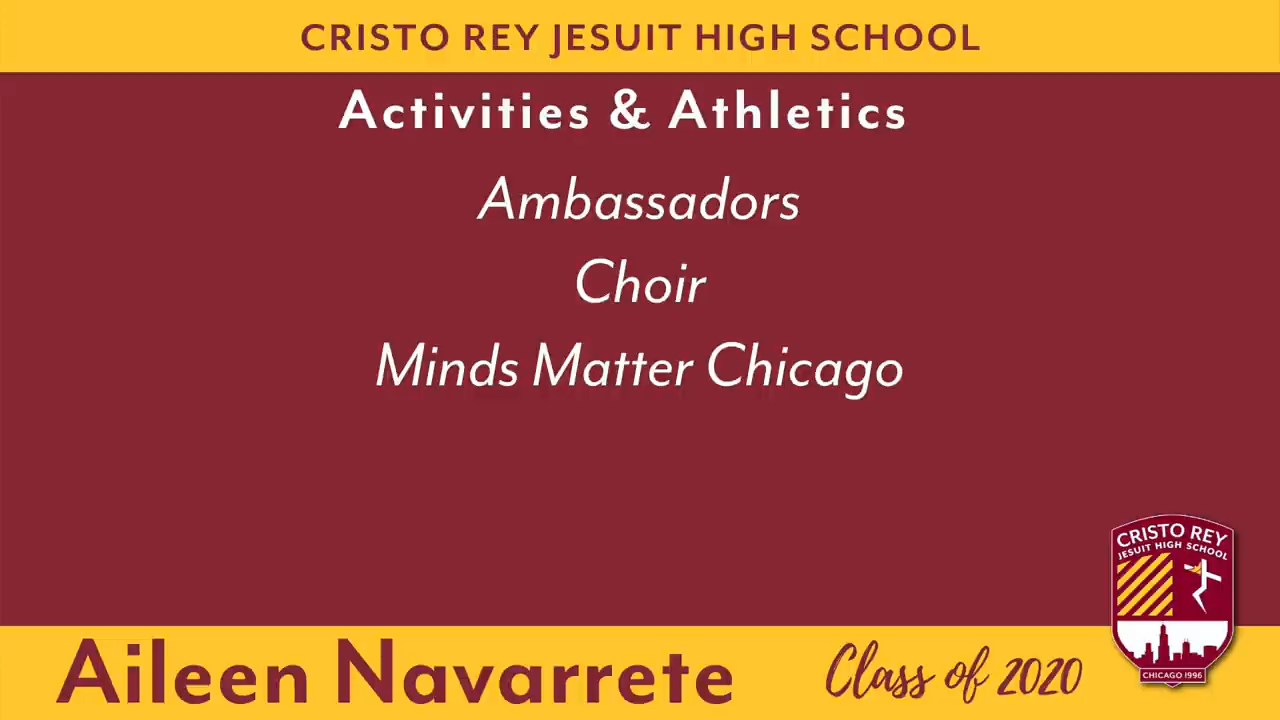 CRISTO REY JESUIT HIGH SCHOOL
Activities & Athletics
Ambassadors
Choir
Minds Matter Chicago
CRISTO REY
JESUIT HIGH SCHOOL
CHICAGO 1996
Aileen Navarrete
Class of 2020